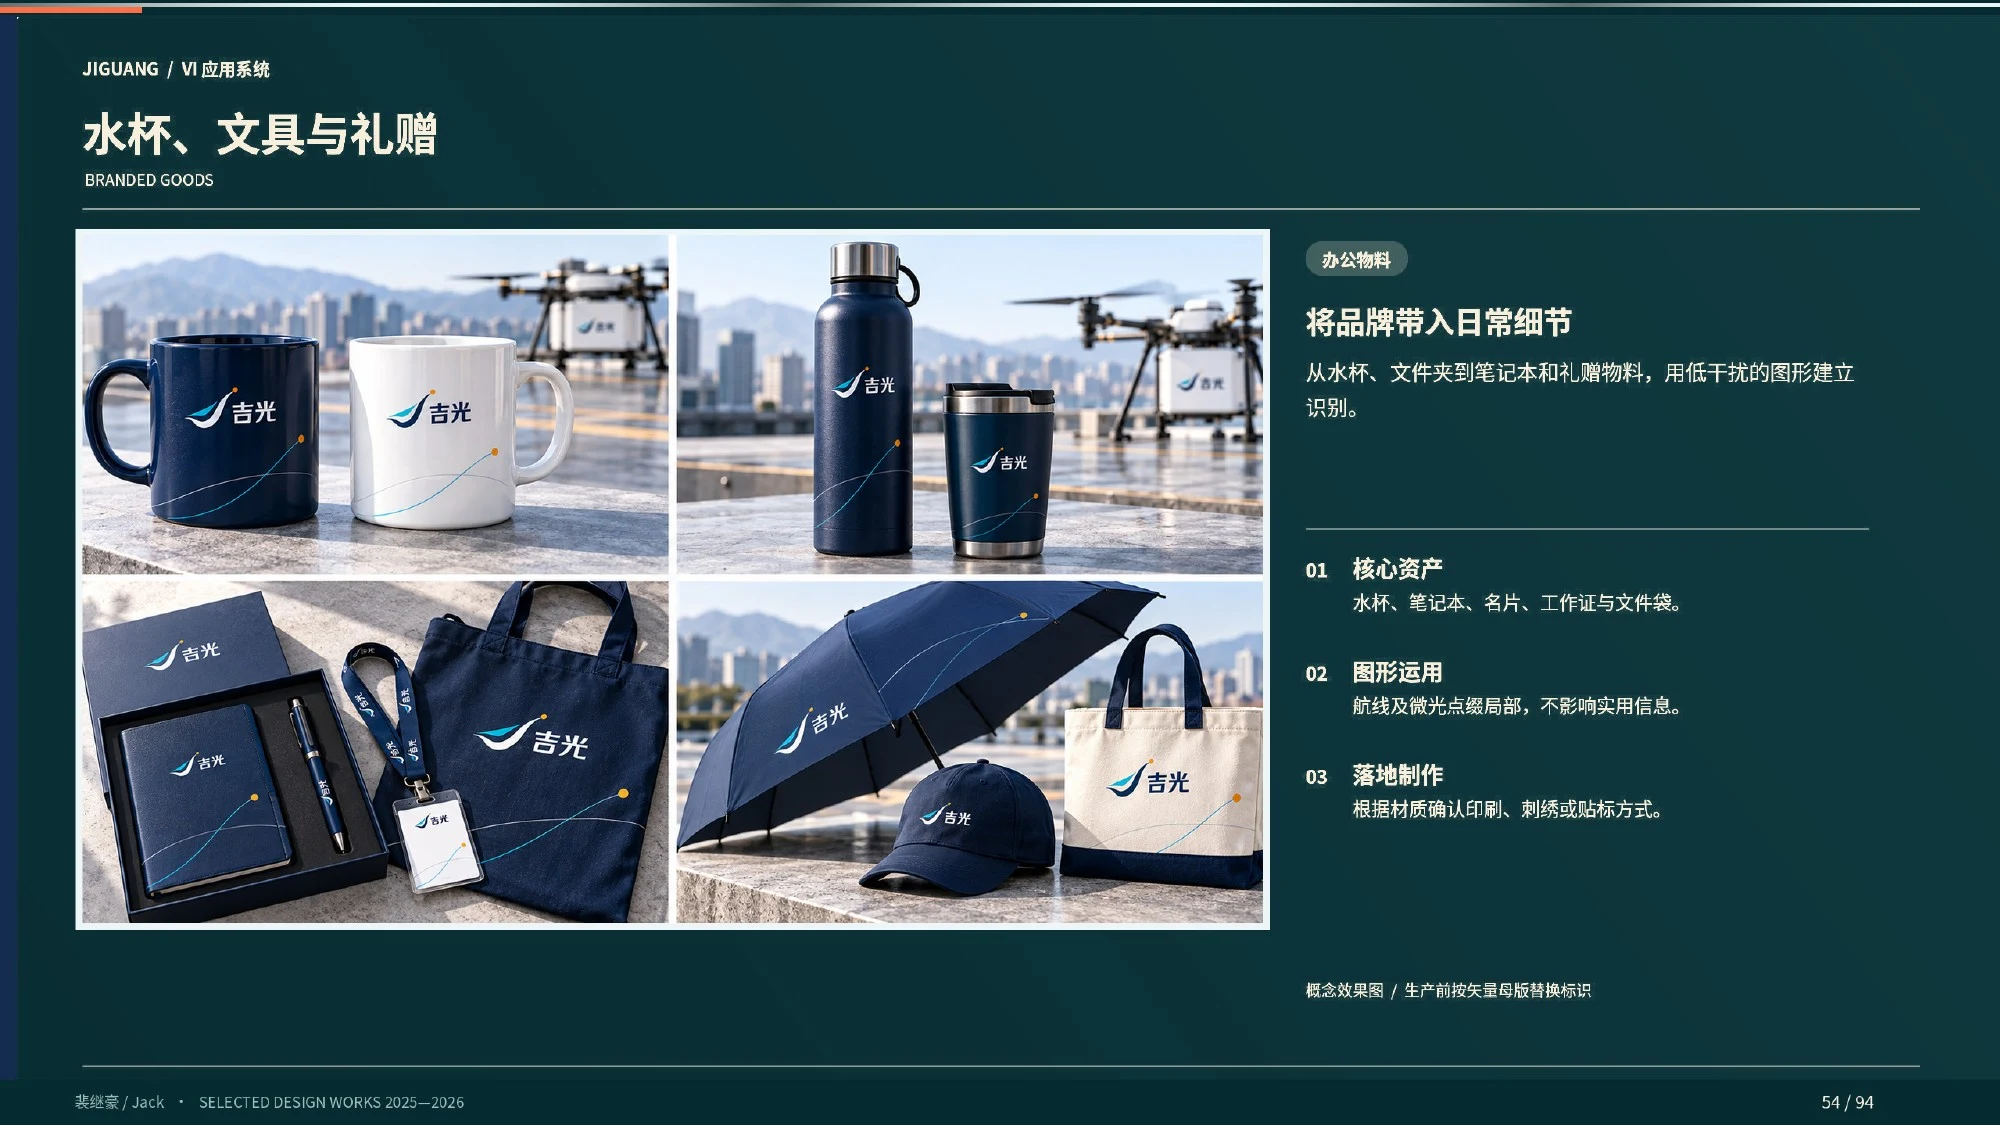 JIGUANG / VI 应用系统
水杯、文具与礼赠
BRANDED GOODS
吉光
吉光
吉光
吉光
吉光
吉光
吉光
吉光
吉光
吉光
吉光
吉光
吉光
吉光
办公物料
将品牌带入日常细节
从水杯、文件夹到笔记本和礼赠物料，用低干扰的图形建立
识别。
01 核心资产
水杯、笔记本、名片、工作证与文件袋。
02 图形运用
航线及微光点缀局部，不影响实用信息。
03 落地制作
根据材质确认印刷、刺绣或贴标方式。
概念效果图 / 生产前按矢量母版替换标识
裴继豪 / Jack · SELECTED DESIGN WORKS 2025—2026
54 / 94